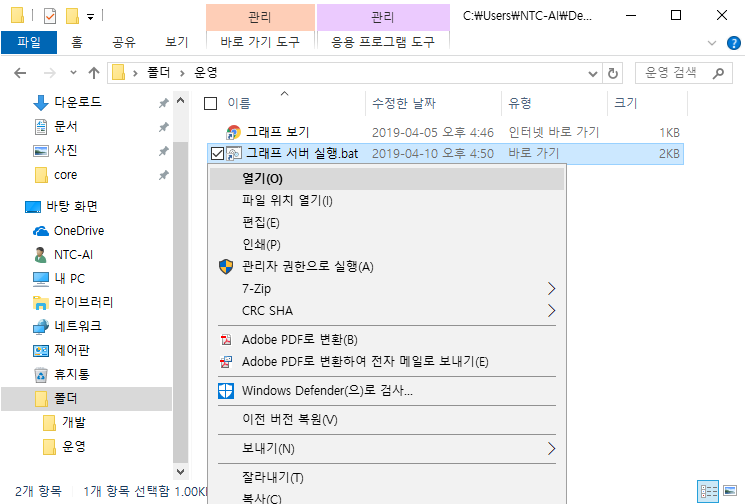 관리
관리
C:₩Users₩NTC-AI₩De...
파일
홈
공유
보기
바로 가기 도구
응용 프로그램 도구
폴더 > 운영
운영 검색
다운로드
문서
사진
core
바탕 화면
OneDrive
NTC-AI
내 PC
라이브러리
네트워크
제어판
휴지통
폴더
개발
운영
이름
수정한 날짜
유형
크기
그래프 보기
2019-04-05 오후 4:46
인터넷 바로 가기
1KB
그래프 서버 실행.bat
2019-04-10 오후 4:50
바로 가기
2KB
열기(O)
파일 위치 열기(I)
편집(E)
인쇄(P)
관리자 권한으로 실행(A)
7-Zip
CRC SHA
Adobe PDF로 변환(B)
Adobe PDF로 변환하여 전자 메일로 보내기(E)
Windows Defender(으)로 검사...
이전 버전 복원(V)
보내기(N)
잘라내기(T)
복사(C)
2개 항목
1개 항목 선택함 1.00K